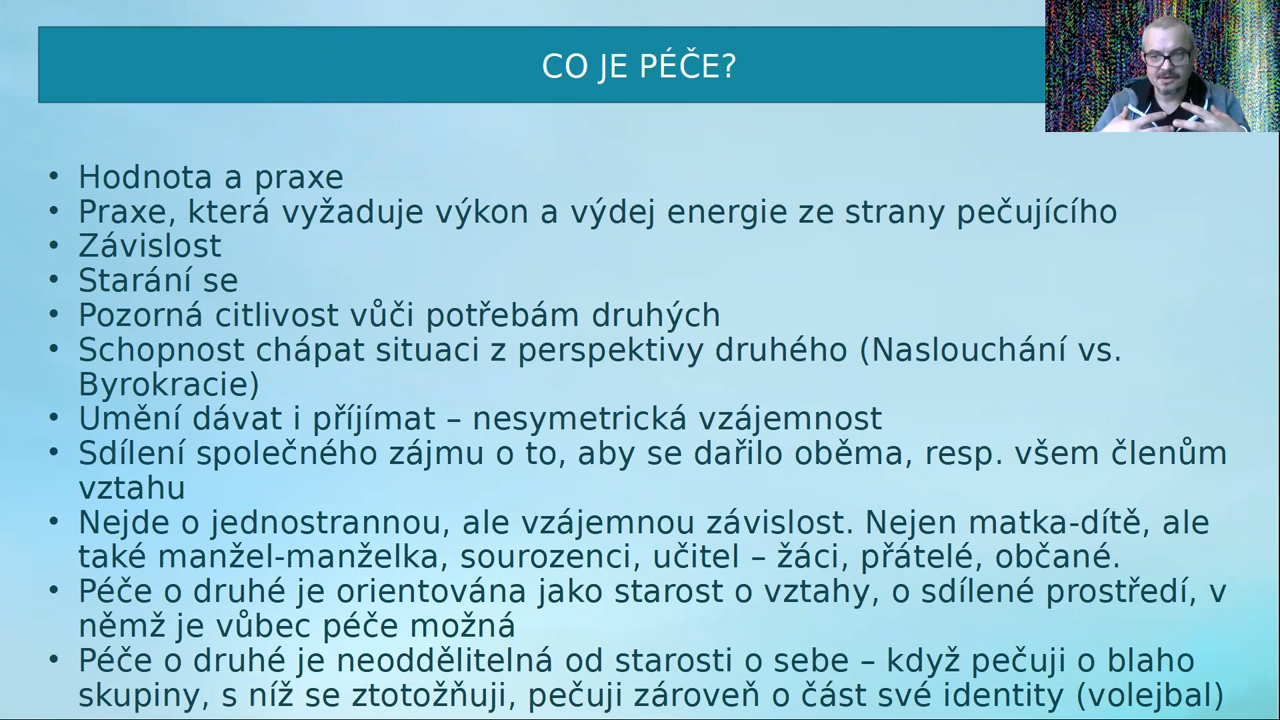 CO JE PÉČE?
• Hodnota a praxe
• Praxe, která vyžaduje výkon a výdej energie ze strany pečujícího
• Závislost
• Starání se
• Pozorná citlivost vůči potřebám druhých
• Schopnost chápat situaci z perspektivy druhého (Naslouchání vs.
Byrokracie)
• Umění dávat i příjímat – nesymetrická vzájemnost
• Sdílení společného zájmu o to, aby se dařilo oběma, resp. všem členům
vztahu
• Nejde o jednostrannou, ale vzájemnou závislost. Nejen matka-dítě, ale
také manžel-manželka, sourozenci, učitel – žáci, přátelé, občané.
• Péče o druhé je orientována jako starost o vztahy, o sdílené prostředí, v
němž je vůbec péče možná
• Péče o druhé je neoddělitelná od starosti o sebe – když pečuji o blaho
skupiny, s níž se ztotožňuji, pečuji zároveň o část své identity (volejbal)